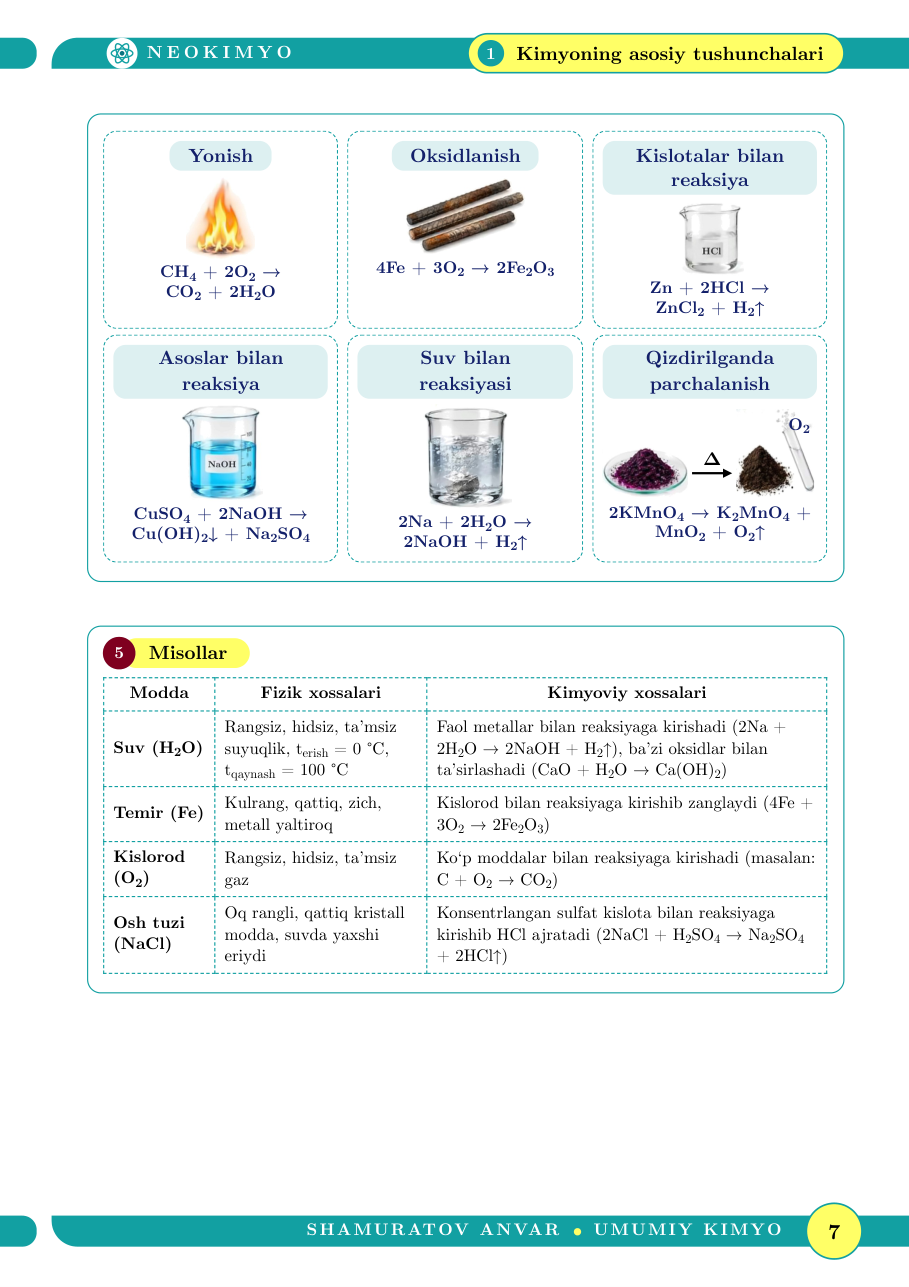 NEOKIMYO
1 Kimyoning asosiy tushunchalari
Yonish
CH₄ + 2O₂ →
CO₂ + 2H₂O
Oksidlanish
4Fe + 3O₂ → 2Fe₂O₃
Kislotalar bilan
reaksiya
HCl
Zn + 2HCl →
ZnCl₂ + H₂↑
Asoslar bilan
reaksiya
NaOH
CuSO₄ + 2NaOH →
Cu(OH)₂↓ + Na₂SO₄
Suv bilan
reaksiyasi
2Na + 2H₂O →
2NaOH + H₂↑
Qizdirilganda
parchalanish
O₂
Δ
2KMnO₄ → K₂MnO₄ +
MnO₂ + O₂↑
5 Misollar
Modda Fizik xossalari Kimyoviy xossalari
Suv (H₂O)
Rangsiz, hidsiz, ta’msiz
suyuqlik, t_erish = 0 °C,
t_qaynash = 100 °C
Faol metallar bilan reaksiyaga kirishadi (2Na +
2H₂O → 2NaOH + H₂↑), ba’zi oksidlar bilan
ta’sirlashadi (CaO + H₂O → Ca(OH)₂)
Temir (Fe)
Kulrang, qattiq, zich,
metall yaltiroq
Kislorod bilan reaksiyaga kirishib zanglaydi (4Fe +
3O₂ → 2Fe₂O₃)
Kislorod
(O₂)
Rangsiz, hidsiz, ta’msiz
gaz
Ko‘p moddalar bilan reaksiyaga kirishadi (masalan:
C + O₂ → CO₂)
Osh tuzi
(NaCl)
Oq rangli, qattiq kristall
modda, suvda yaxshi
eriydi
Konsentrlangan sulfat kislota bilan reaksiyaga
kirishib HCl ajratadi (2NaCl + H₂SO₄ → Na₂SO₄
+ 2HCl↑)
SHAMURATOV ANVAR • UMUMIY KIMYO 7